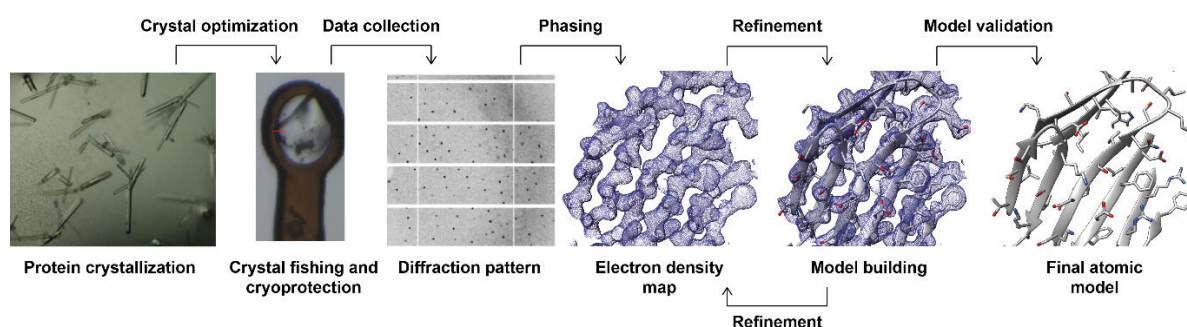 Crystal optimization
Data collection
Phasing
Refinement
Model validation
Protein crystallization
Crystal fishing and
cryoprotection
Diffraction pattern
Electron density
map
Model building
Final atomic
model
Refinement